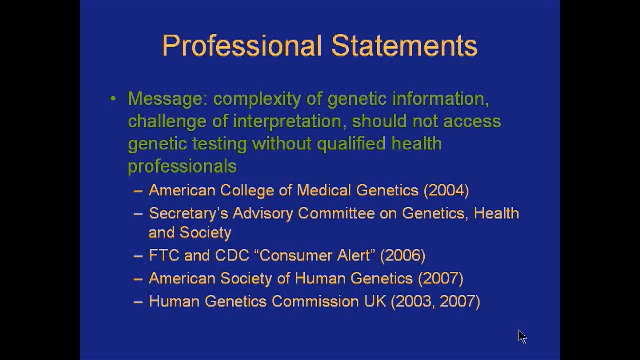 Professional Statements
• Message: complexity of genetic information,
challenge of interpretation, should not access
genetic testing without qualified health
professionals
– American College of Medical Genetics (2004)
– Secretary's Advisory Committee on Genetics, Health
and Society
– FTC and CDC “Consumer Alert” (2006)
– American Society of Human Genetics (2007)
– Human Genetics Commission UK (2003, 2007)